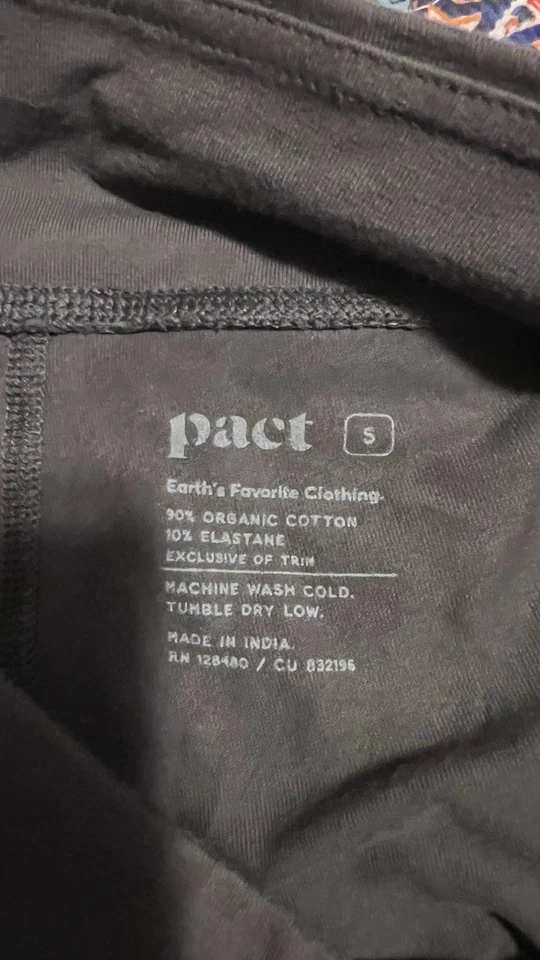 pact S
Earth's Favorite Clothing.
90% ORGANIC COTTON
10% ELASTANE
EXCLUSIVE OF TRIM
MACHINE WASH COLD.
TUMBLE DRY LOW.
MADE IN INDIA.
RN 128480 / CU 832196